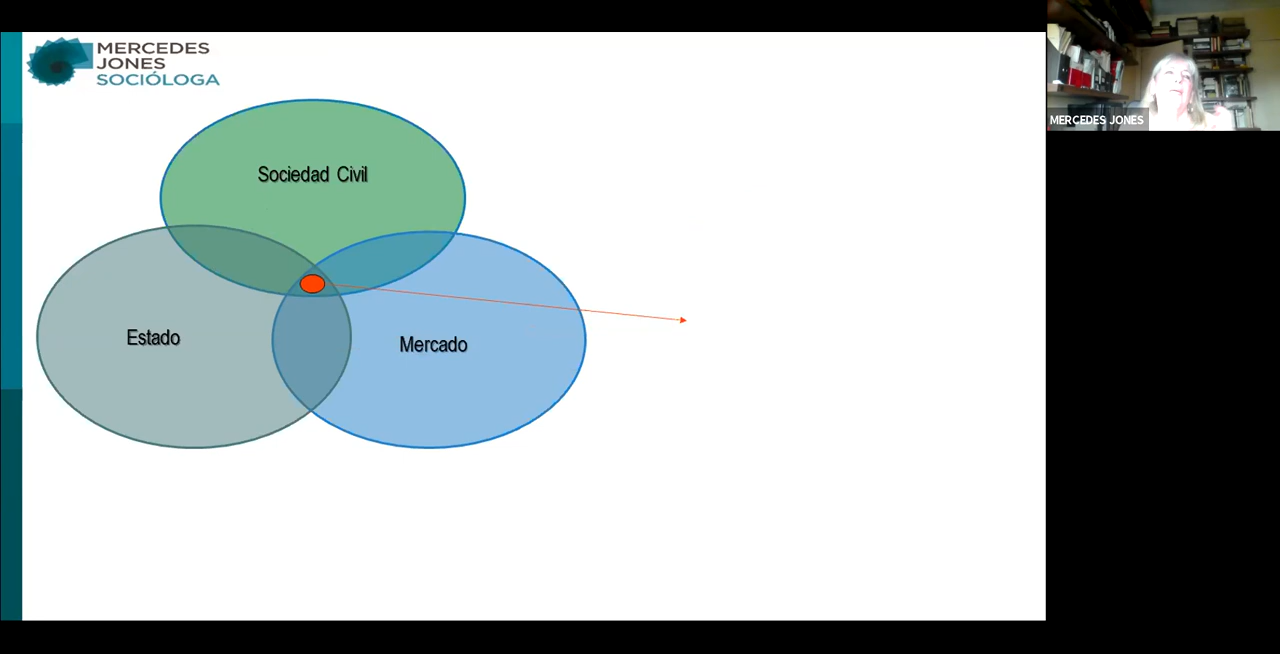 MERCEDES
JONES
SOCIÓLOGA
MERCEDES JONES
Sociedad Civil
Estado
Mercado